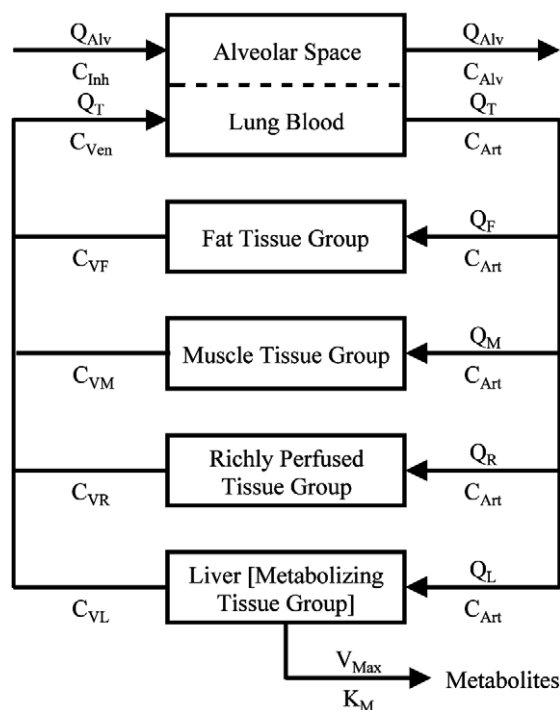 Q_Alv
Q_Alv
Alveolar Space
C_Inh
C_Alv
Q_T
Q_T
Lung Blood
C_Ven
C_Art
Q_F
Fat Tissue Group
C_VF
C_Art
Q_M
Muscle Tissue Group
C_VM
C_Art
Q_R
Richly Perfused
Tissue Group
C_VR
C_Art
Q_L
Liver [Metabolizing
Tissue Group]
C_VL
C_Art
V_Max
Metabolites
K_M